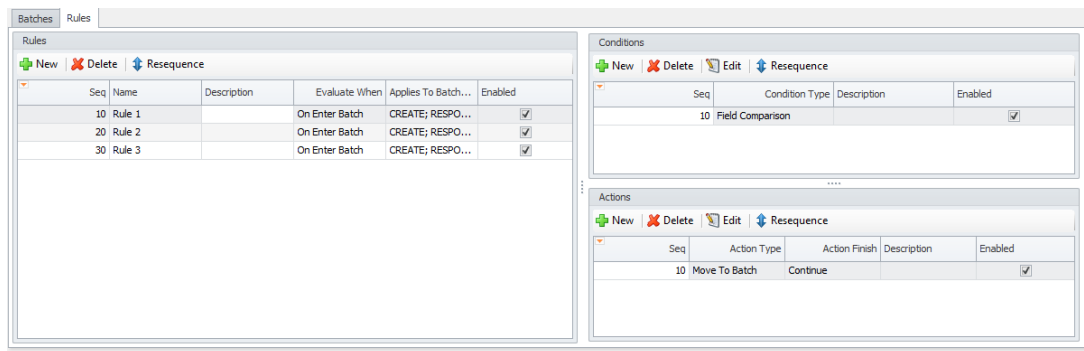 Batches Rules
Rules
New Delete Resequence
Seq Name Description Evaluate When Applies To Batch... Enabled
10 Rule 1 On Enter Batch CREATE; RESPO...
20 Rule 2 On Enter Batch CREATE; RESPO...
30 Rule 3 On Enter Batch CREATE; RESPO...
Conditions
New Delete Edit Resequence
Seq Condition Type Description Enabled
10 Field Comparison
Actions
New Delete Edit Resequence
Seq Action Type Action Finish Description Enabled
10 Move To Batch Continue